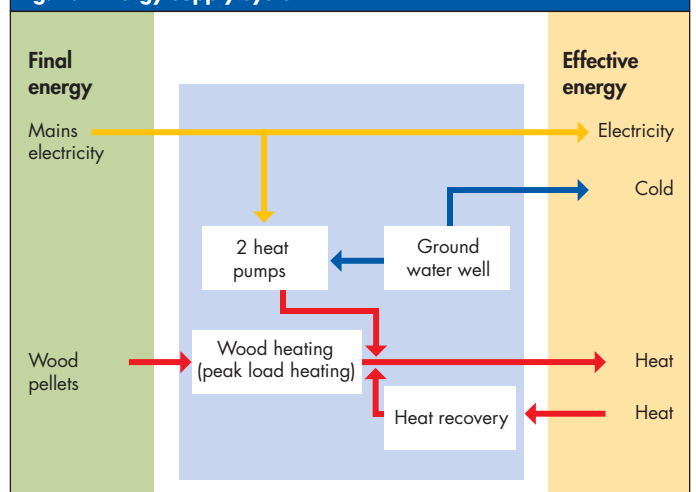 Final
energy
Effective
energy
Mains
electricity
Electricity
Cold
2 heat
pumps
Ground
water well
Wood
pellets
Wood heating
(peak load heating)
Heat
Heat recovery
Heat